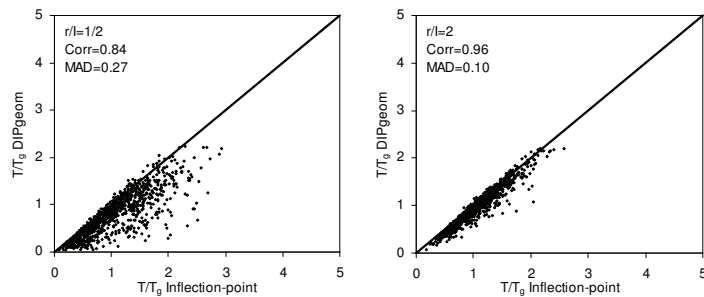 5
r/l=1/2
Corr=0.84
MAD=0.27
4
3
2
1
0
T/Tg DIPgeom
0 1 2 3 4 5
T/Tg Inflection-point
5
r/l=2
Corr=0.96
MAD=0.10
4
3
2
1
0
T/Tg DIPgeom
0 1 2 3 4 5
T/Tg Inflection-point